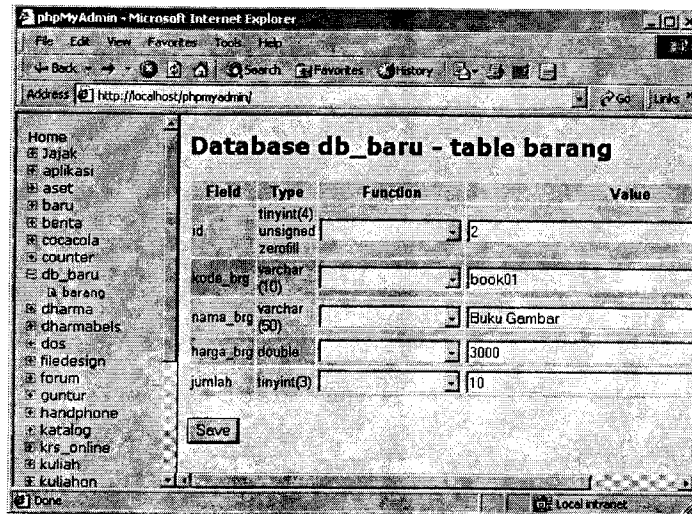 phpMyAdmin - Microsoft Internet Explorer
File Edit View Favorites Tools Help
Back Search Favorites History
Address http://localhost/phpmyadmin/ Go Links »
Home
Jajak
aplikasi
aset
baru
berita
cocacola
counter
db_baru
barang
dharma
dharmabels
dos
filedesign
forum
guntur
handphone
katalog
krs_online
kuliah
kuliahon
Database db_baru - table barang
Field Type Function Value
id tinyint(4) unsigned zerofill 2
kode_brg varchar (10) book01
nama_brg varchar (50) Buku Gambar
harga_brg double 3000
jumlah tinyint(3) 10
Save
Done Local intranet